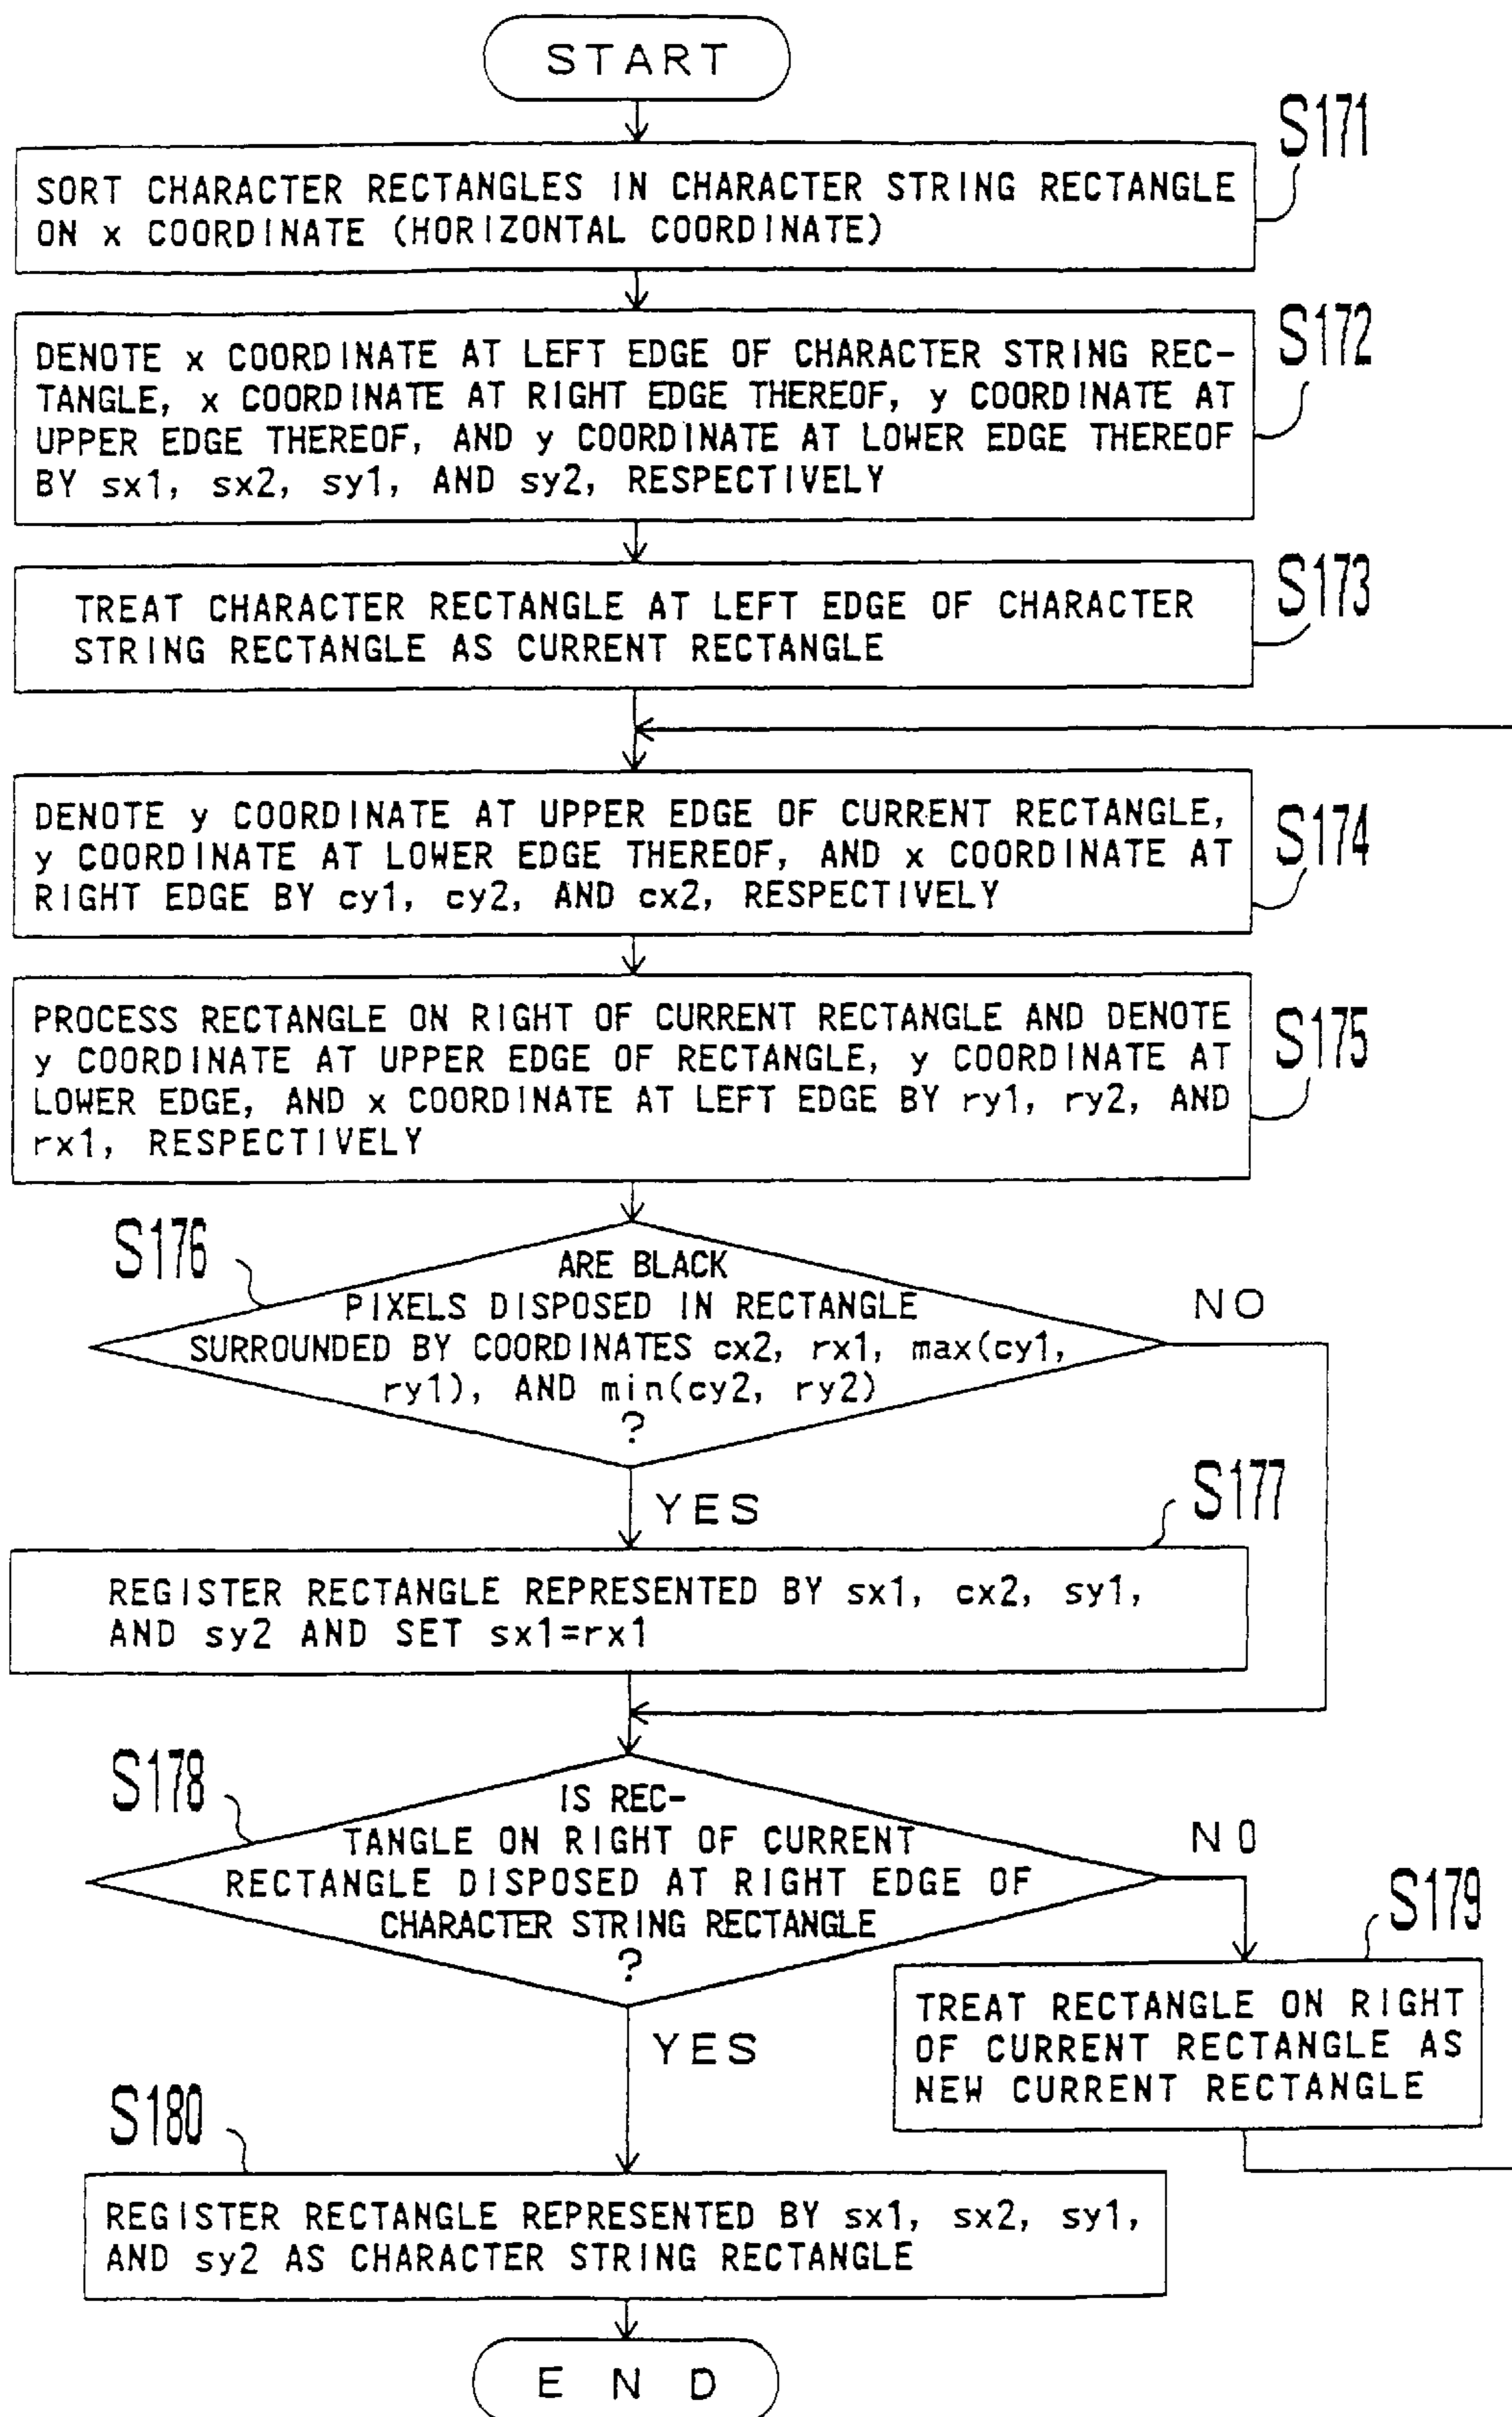 START
S171
SORT CHARACTER RECTANGLES IN CHARACTER STRING RECTANGLE
ON x COORDINATE (HORIZONTAL COORDINATE)
S172
DENOTE x COORDINATE AT LEFT EDGE OF CHARACTER STRING REC-
TANGLE, x COORDINATE AT RIGHT EDGE THEREOF, y COORDINATE AT
UPPER EDGE THEREOF, AND y COORDINATE AT LOWER EDGE THEREOF
BY sx1, sx2, sy1, AND sy2, RESPECTIVELY
S173
TREAT CHARACTER RECTANGLE AT LEFT EDGE OF CHARACTER
STRING RECTANGLE AS CURRENT RECTANGLE
S174
DENOTE y COORDINATE AT UPPER EDGE OF CURRENT RECTANGLE,
y COORDINATE AT LOWER EDGE THEREOF, AND x COORDINATE AT
RIGHT EDGE BY cy1, cy2, AND cx2, RESPECTIVELY
S175
PROCESS RECTANGLE ON RIGHT OF CURRENT RECTANGLE AND DENOTE
y COORDINATE AT UPPER EDGE OF RECTANGLE, y COORDINATE AT
LOWER EDGE, AND x COORDINATE AT LEFT EDGE BY ry1, ry2, AND
rx1, RESPECTIVELY
S176
ARE BLACK
PIXELS DISPOSED IN RECTANGLE
SURROUNDED BY COORDINATES cx2, rx1, max(cy1,
ry1), AND min(cy2, ry2)
?
NO
YES
S177
REGISTER RECTANGLE REPRESENTED BY sx1, cx2, sy1,
AND sy2 AND SET sx1=rx1
S178
IS REC-
TANGLE ON RIGHT OF CURRENT
RECTANGLE DISPOSED AT RIGHT EDGE OF
CHARACTER STRING RECTANGLE
?
NO
YES
S179
TREAT RECTANGLE ON RIGHT
OF CURRENT RECTANGLE AS
NEW CURRENT RECTANGLE
S180
REGISTER RECTANGLE REPRESENTED BY sx1, sx2, sy1,
AND sy2 AS CHARACTER STRING RECTANGLE
END